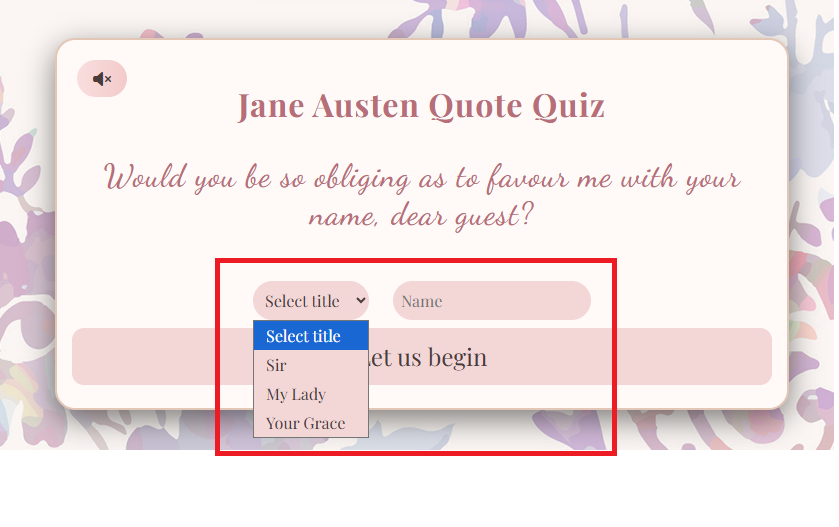 Jane Austen Quote Quiz
Would you be so obliging as to favour me with your
name, dear guest?
Select title
Name
Select title
Sir
My Lady
Your Grace
et us begin